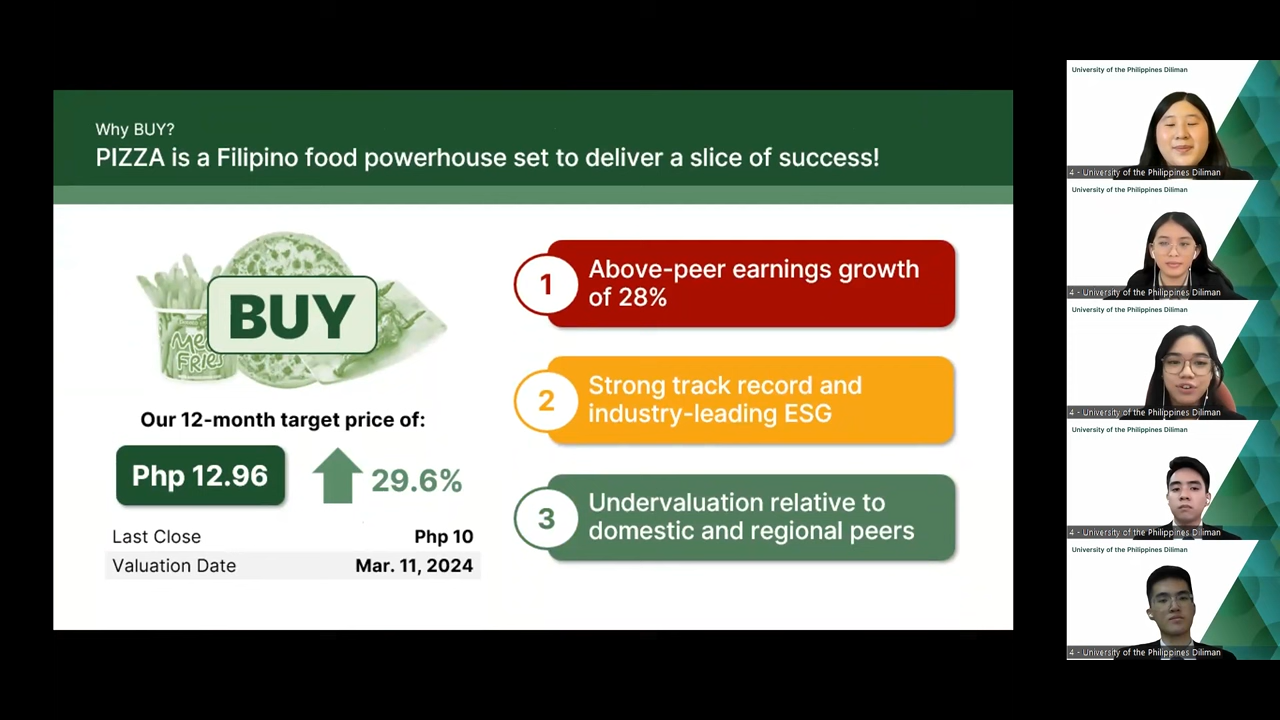 Why BUY?
PIZZA is a Filipino food powerhouse set to deliver a slice of success!
BUY
FRIES
Our 12-month target price of:
Php 12.96
29.6%
Last Close Php 10
Valuation Date Mar. 11, 2024
1
Above-peer earnings growth
of 28%
2
Strong track record and
industry-leading ESG
3
Undervaluation relative to
domestic and regional peers
University of the Philippines Diliman
4 - University of the Philippines Diliman
University of the Philippines Diliman
4 - University of the Philippines Diliman
University of the Philippines Diliman
4 - University of the Philippines Diliman
University of the Philippines Diliman
4 - University of the Philippines Diliman
University of the Philippines Diliman
4 - University of the Philippines Diliman